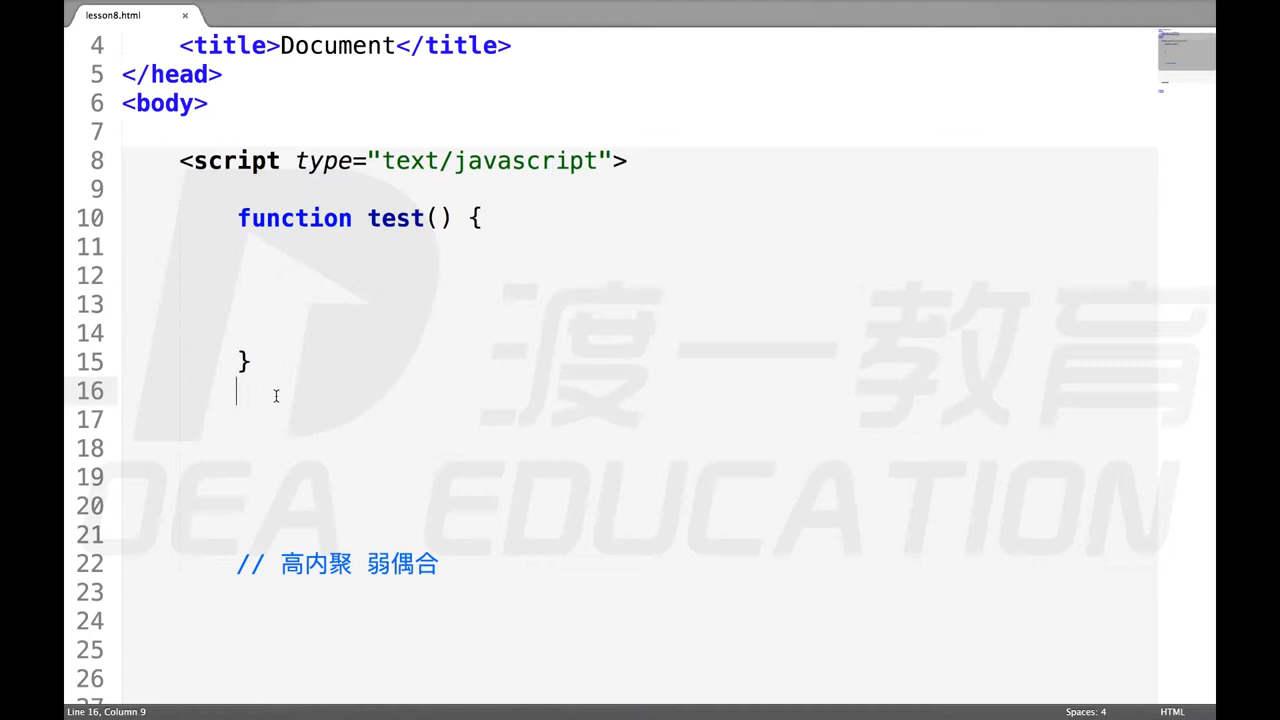 lesson8.html ×
4 <title>Document</title>
5 </head>
6 <body>
7
8 <script type="text/javascript">
9
10 function test() {
11
12
13
14
15 }
16
17
18
19
20
21
22 // 高内聚 弱偶合
23
24
25
26
27
渡一教育
IDEA EDUCATION
Line 16, Column 9
Spaces: 4
HTML